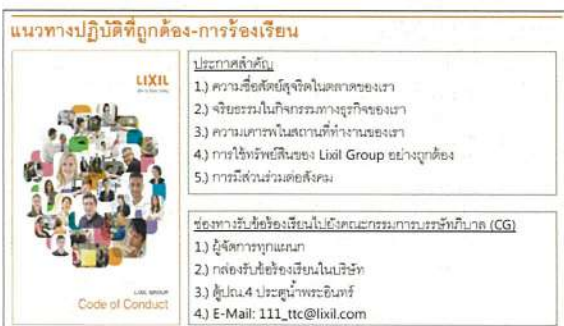 แนวทางปฏิบัติที่ถูกต้อง-การร้องเรียน
LIXIL
LIXIL GROUP
Code of Conduct
ประกาศสำคัญ
1.) ความซื่อสัตย์สุจริตในตลาดของเรา
2.) จริยธรรมในกิจกรรมทางธุรกิจของเรา
3.) ความเคารพในสถานที่ทำงานของเรา
4.) การใช้ทรัพย์สินของ Lixil Group อย่างถูกต้อง
5.) การมีส่วนร่วมต่อสังคม
ช่องทางรับข้อร้องเรียนไปยังคณะกรรมการบรรษัทภิบาล (CG)
1.) ผู้จัดการทุกแผนก
2.) กล่องรับข้อร้องเรียนในบริษัท
3.) ตู้ปณ.4 ประตูน้ำพระอินทร์
4.) E-Mail: 111_ttc@lixil.com